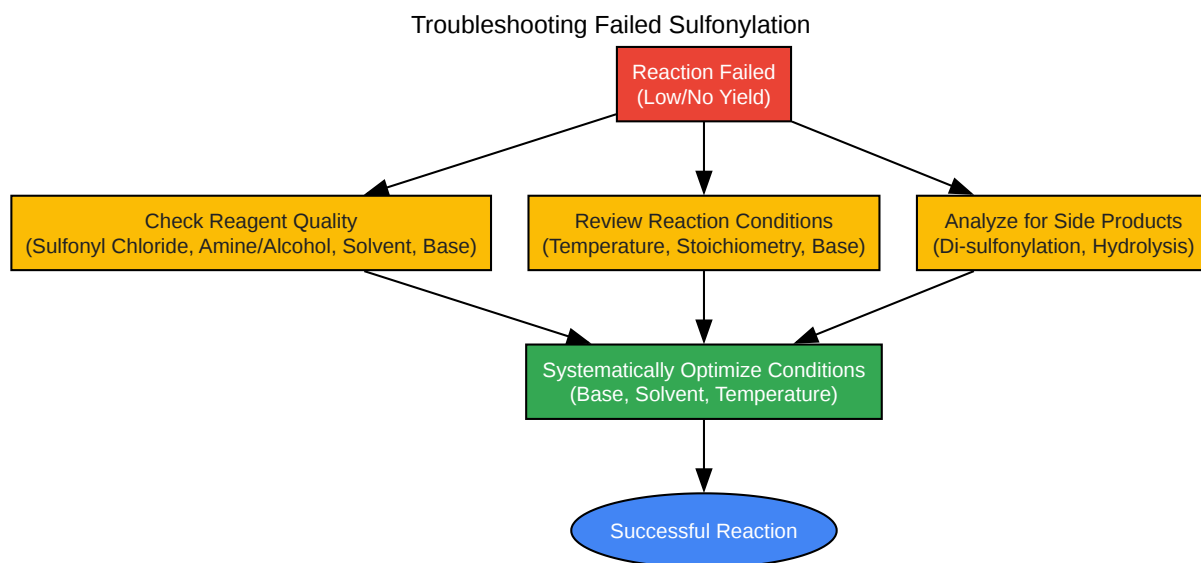 Troubleshooting Failed Sulfonylation
Reaction Failed
(Low/No Yield)
Check Reagent Quality
(Sulfonyl Chloride, Amine/Alcohol, Solvent, Base)
Review Reaction Conditions
(Temperature, Stoichiometry, Base)
Analyze for Side Products
(Di-sulfonylation, Hydrolysis)
Systematically Optimize Conditions
(Base, Solvent, Temperature)
Successful Reaction